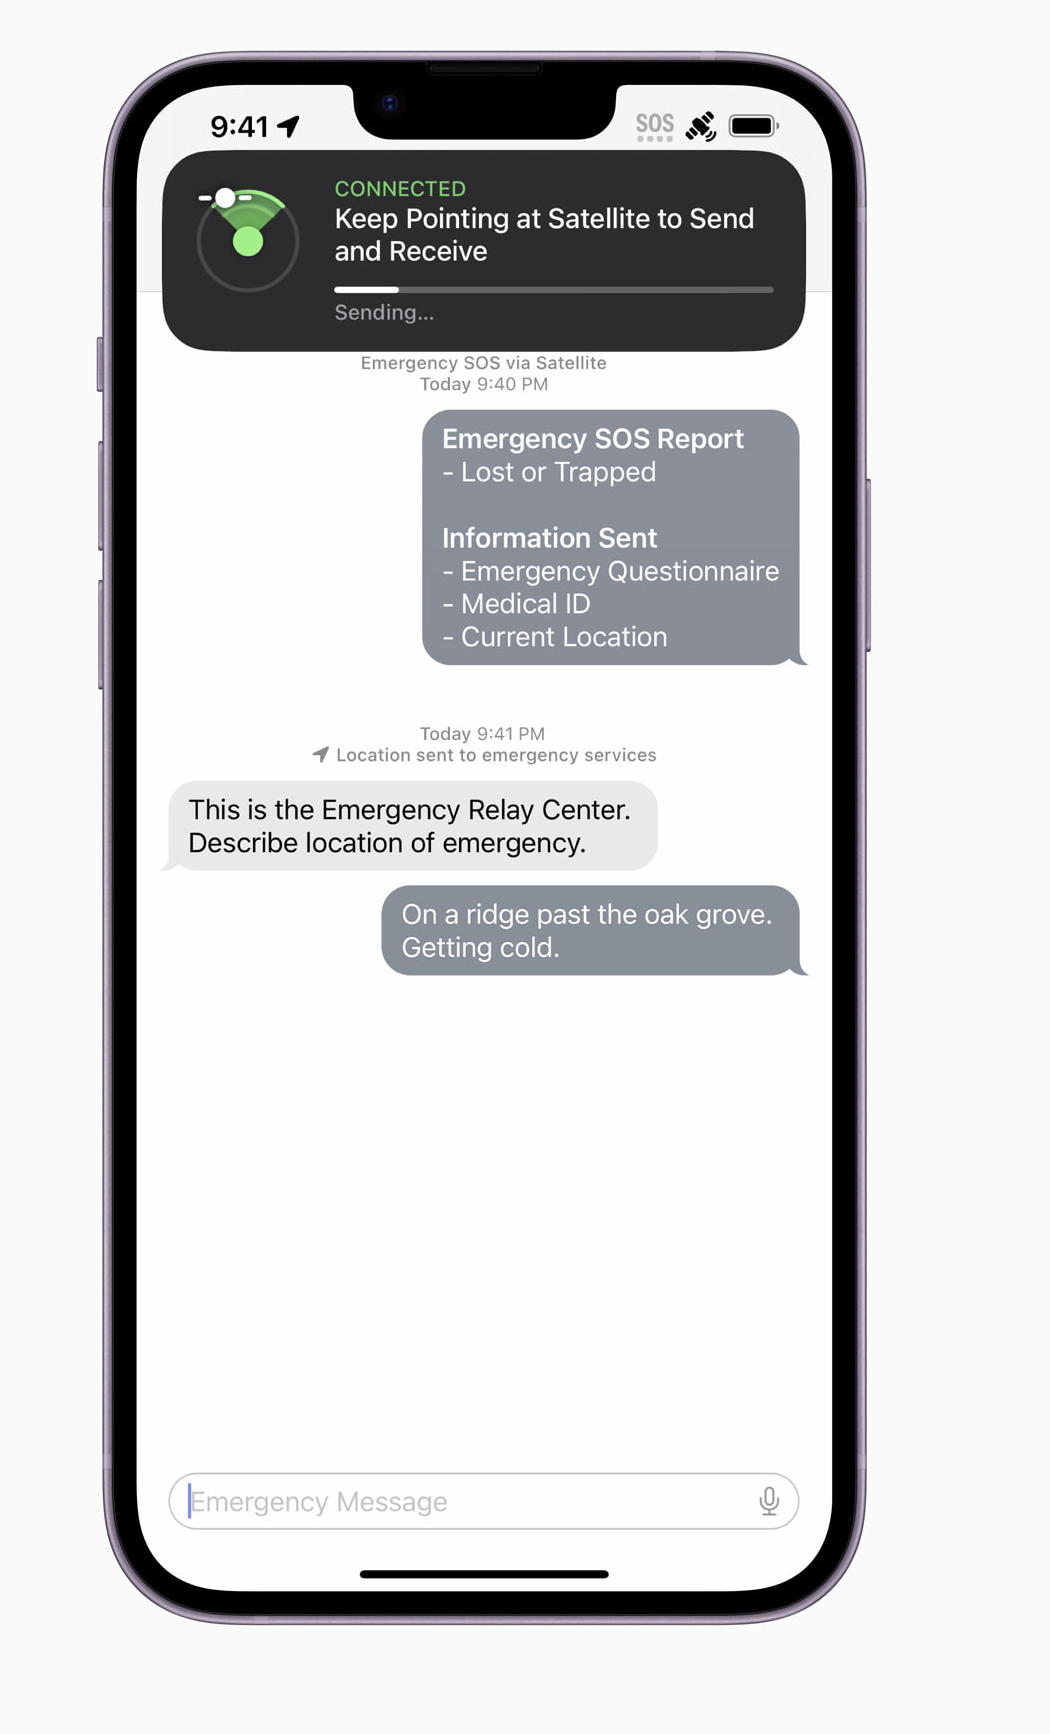 9:41
SOS
CONNECTED
Keep Pointing at Satellite to Send
and Receive
Sending...
Emergency SOS via Satellite
Today 9:40 PM
Emergency SOS Report
- Lost or Trapped
Information Sent
- Emergency Questionnaire
- Medical ID
- Current Location
Today 9:41 PM
Location sent to emergency services
This is the Emergency Relay Center.
Describe location of emergency.
On a ridge past the oak grove.
Getting cold.
Emergency Message